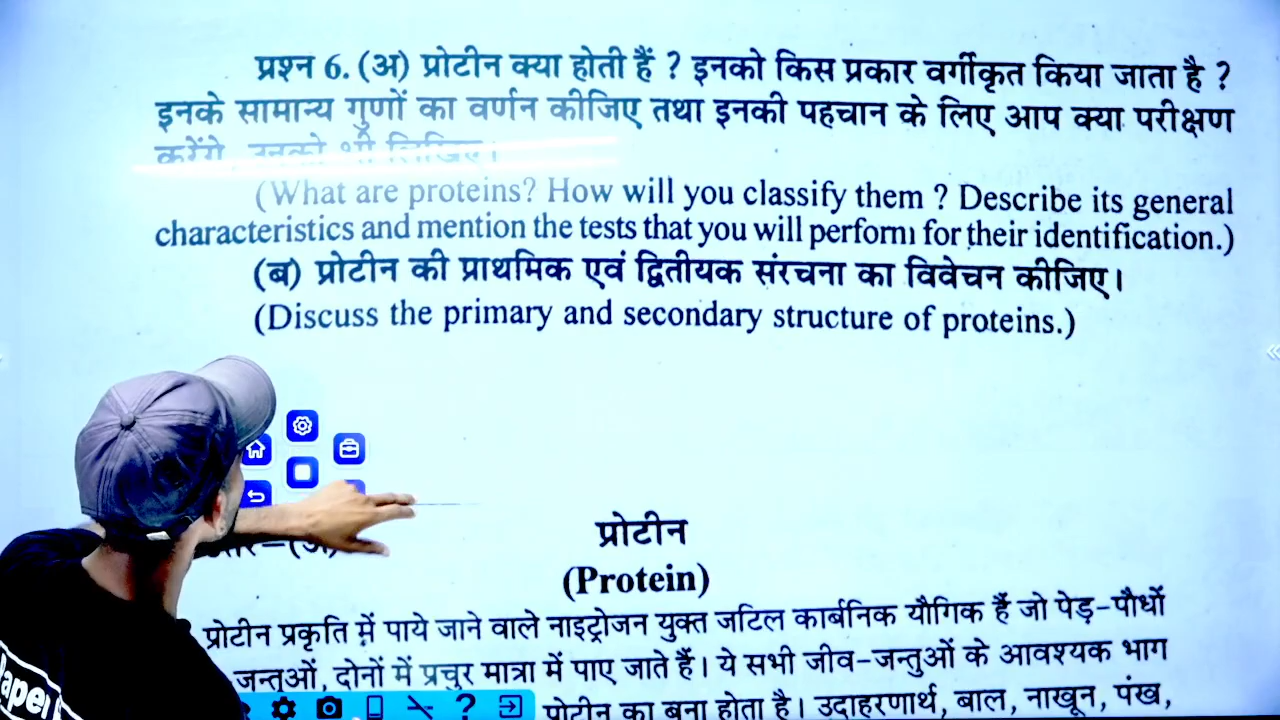 प्रश्न 6. (अ) प्रोटीन क्या होती हैं ? इनको किस प्रकार वर्गीकृत किया जाता है ?
इनके सामान्य गुणों का वर्णन कीजिए तथा इनकी पहचान के लिए आप क्या परीक्षण
करेंगे, उनको भी लिखिए।
(What are proteins? How will you classify them ? Describe its general
characteristics and mention the tests that you will perform for their identification.)
(ब) प्रोटीन की प्राथमिक एवं द्वितीयक संरचना का विवेचन कीजिए।
(Discuss the primary and secondary structure of proteins.)
प्रोटीन
(Protein)
प्रोटीन प्रकृति में पाये जाने वाले नाइट्रोजन युक्त जटिल कार्बनिक यौगिक हैं जो पेड़-पौधों
जन्तुओं, दोनों में प्रचुर मात्रा में पाए जाते हैं। ये सभी जीव-जन्तुओं के आवश्यक भाग
प्रोटीन का बना होता है। उदाहरणार्थ, बाल, नाखून, पंख,